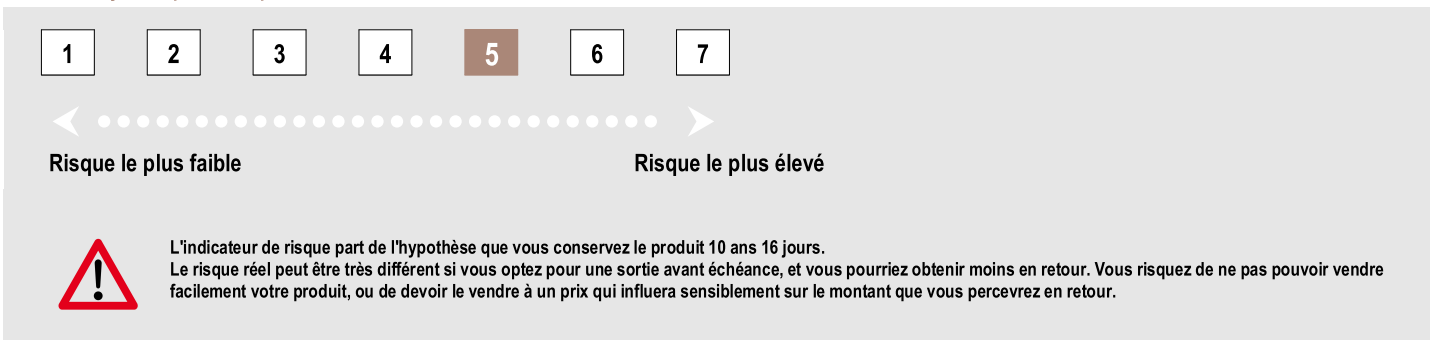 1 2 3 4 5 6 7
Risque le plus faible Risque le plus élevé
L'indicateur de risque part de l'hypothèse que vous conservez le produit 10 ans 16 jours.
Le risque réel peut être très différent si vous optez pour une sortie avant échéance, et vous pourriez obtenir moins en retour. Vous risquez de ne pas pouvoir vendre
facilement votre produit, ou de devoir le vendre à un prix qui influera sensiblement sur le montant que vous percevrez en retour.